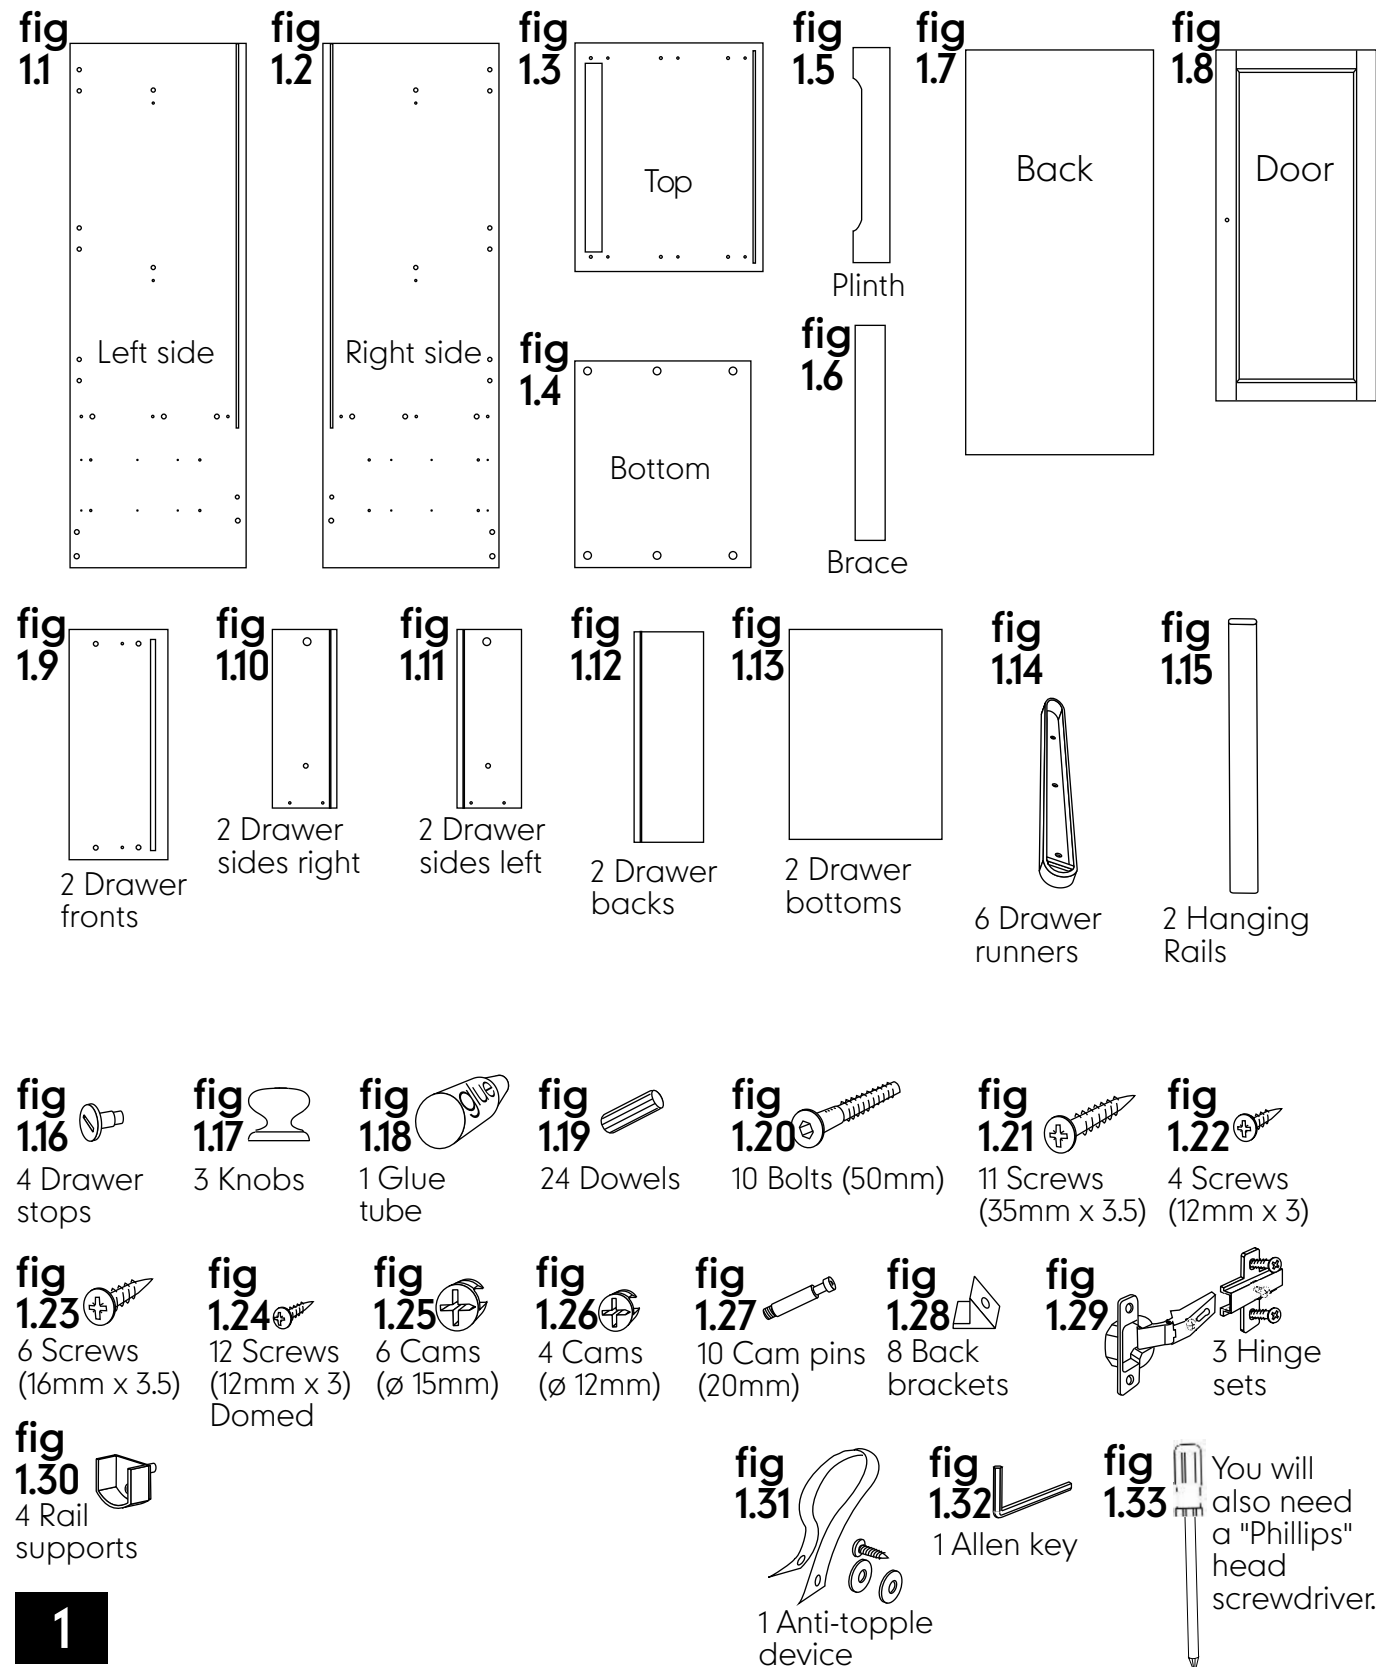 fig
1.1
Left side
fig
1.2
Right side
fig
1.3
Top
fig
1.4
Bottom
fig
1.5
Plinth
fig
1.6
Brace
fig
1.7
Back
fig
1.8
Door
fig
1.9
2 Drawer
fronts
fig
1.10
2 Drawer
sides right
fig
1.11
2 Drawer
sides left
fig
1.12
2 Drawer
backs
fig
1.13
2 Drawer
bottoms
fig
1.14
6 Drawer
runners
fig
1.15
2 Hanging
Rails
fig
1.16
4 Drawer
stops
fig
1.17
3 Knobs
fig
1.18
glue
1 Glue
tube
fig
1.19
24 Dowels
fig
1.20
10 Bolts (50mm)
fig
1.21
11 Screws
(35mm x 3.5)
fig
1.22
4 Screws
(12mm x 3)
fig
1.23
6 Screws
(16mm x 3.5)
fig
1.24
12 Screws
(12mm x 3)
Domed
fig
1.25
6 Cams
(ø 15mm)
fig
1.26
4 Cams
(ø 12mm)
fig
1.27
10 Cam pins
(20mm)
fig
1.28
8 Back
brackets
fig
1.29
3 Hinge
sets
fig
1.30
4 Rail
supports
fig
1.31
1 Anti-topple
device
fig
1.32
1 Allen key
fig
1.33
You will
also need
a "Phillips"
head
screwdriver.
1